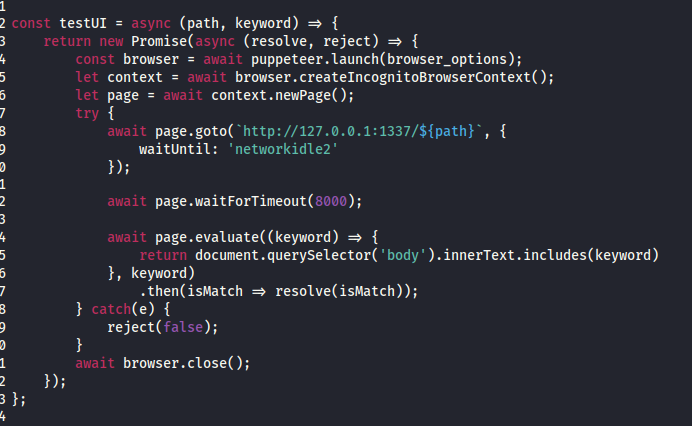 1
2 const testUI = async (path, keyword) => {
3     return new Promise(async (resolve, reject) => {
4         const browser = await puppeteer.launch(browser_options);
5         let context = await browser.createIncognitoBrowserContext();
6         let page = await context.newPage();
7         try {
8             await page.goto(`http://127.0.0.1:1337/${path}`, {
9                 waitUntil: 'networkidle2'
0             });
1
2             await page.waitForTimeout(8000);
3
4             await page.evaluate((keyword) => {
5                 return document.querySelector('body').innerText.includes(keyword)
6             }, keyword)
7                 .then(isMatch => resolve(isMatch));
8         } catch(e) {
9             reject(false);
0         }
1         await browser.close();
2     });
3 };
4